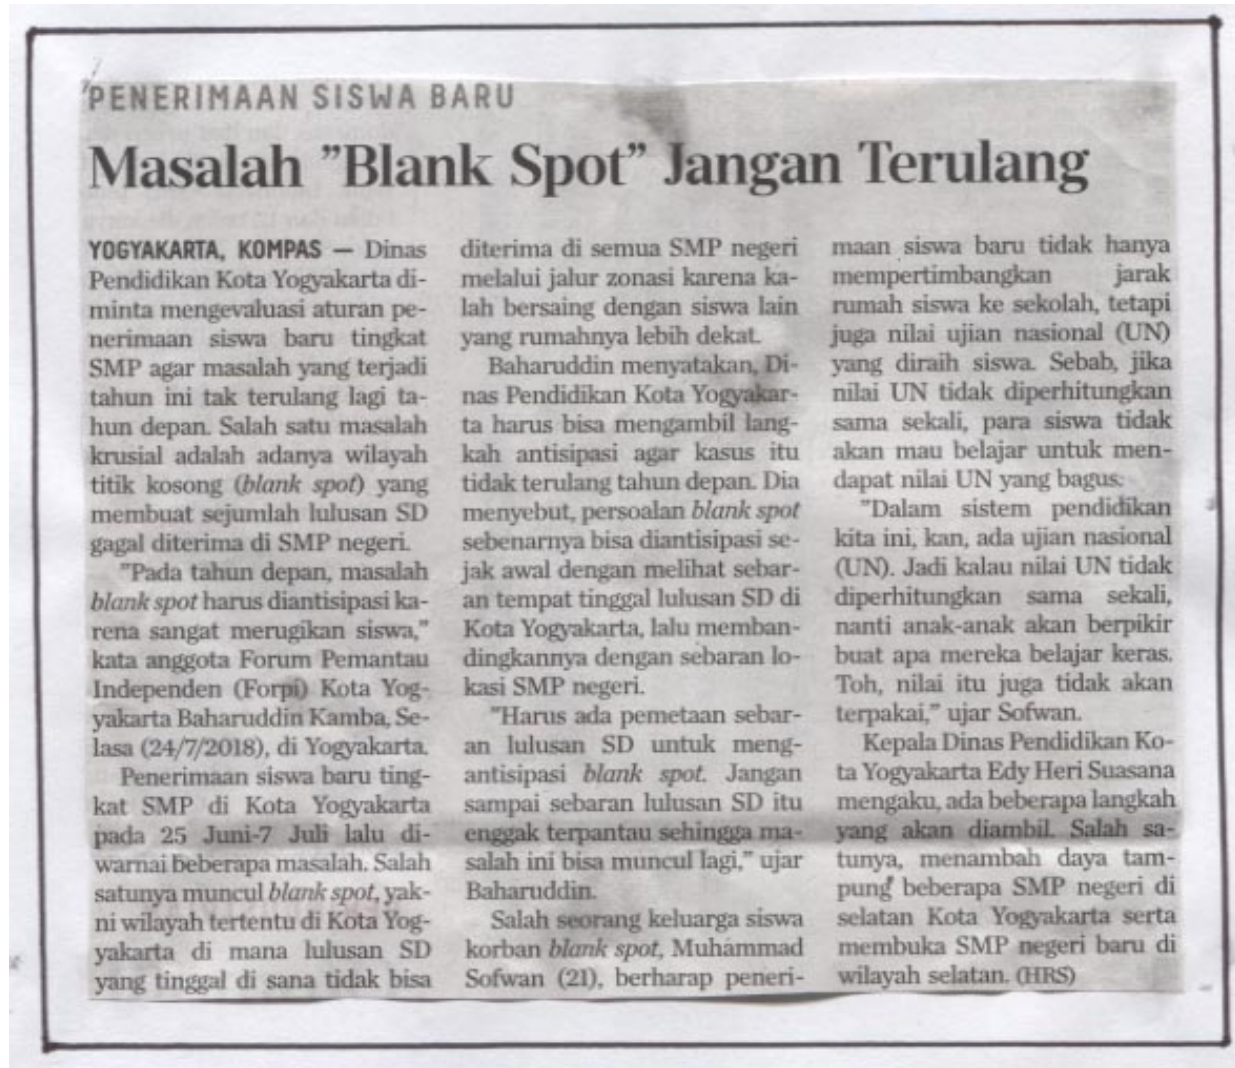 PENERIMAAN SISWA BARU
Masalah ”Blank Spot” Jangan Terulang
YOGYAKARTA, KOMPAS — Dinas
Pendidikan Kota Yogyakarta di-
minta mengevaluasi aturan pe-
nerimaan siswa baru tingkat
SMP agar masalah yang terjadi
tahun ini tak terulang lagi ta-
hun depan. Salah satu masalah
krusial adalah adanya wilayah
titik kosong (blank spot) yang
membuat sejumlah lulusan SD
gagal diterima di SMP negeri.
”Pada tahun depan, masalah
blank spot harus diantisipasi ka-
rena sangat merugikan siswa,”
kata anggota Forum Pemantau
Independen (Forpi) Kota Yog-
yakarta Baharuddin Kamba, Se-
lasa (24/7/2018), di Yogyakarta.
Penerimaan siswa baru ting-
kat SMP di Kota Yogyakarta
pada 25 Juni-7 Juli lalu di-
warnai beberapa masalah. Salah
satunya muncul blank spot, yak-
ni wilayah tertentu di Kota Yog-
yakarta di mana lulusan SD
yang tinggal di sana tidak bisa
diterima di semua SMP negeri
melalui jalur zonasi karena ka-
lah bersaing dengan siswa lain
yang rumahnya lebih dekat.
Baharuddin menyatakan, Di-
nas Pendidikan Kota Yogyakar-
ta harus bisa mengambil lang-
kah antisipasi agar kasus itu
tidak terulang tahun depan. Dia
menyebut, persoalan blank spot
sebenarnya bisa diantisipasi se-
jak awal dengan melihat sebar-
an tempat tinggal lulusan SD di
Kota Yogyakarta, lalu memban-
dingkannya dengan sebaran lo-
kasi SMP negeri.
”Harus ada pemetaan sebar-
an lulusan SD untuk meng-
antisipasi blank spot. Jangan
sampai sebaran lulusan SD itu
enggak terpantau sehingga ma-
salah ini bisa muncul lagi,” ujar
Baharuddin.
Salah seorang keluarga siswa
korban blank spot, Muhammad
Sofwan (21), berharap peneri-
maan siswa baru tidak hanya
mempertimbangkan jarak
rumah siswa ke sekolah, tetapi
juga nilai ujian nasional (UN)
yang diraih siswa. Sebab, jika
nilai UN tidak diperhitungkan
sama sekali, para siswa tidak
akan mau belajar untuk men-
dapat nilai UN yang bagus.
”Dalam sistem pendidikan
kita ini, kan, ada ujian nasional
(UN). Jadi kalau nilai UN tidak
diperhitungkan sama sekali,
nanti anak-anak akan berpikir
buat apa mereka belajar keras.
Toh, nilai itu juga tidak akan
terpakai,” ujar Sofwan.
Kepala Dinas Pendidikan Ko-
ta Yogyakarta Edy Heri Suasana
mengaku, ada beberapa langkah
yang akan diambil. Salah sa-
tunya, menambah daya tam-
pung beberapa SMP negeri di
selatan Kota Yogyakarta serta
membuka SMP negeri baru di
wilayah selatan. (HRS)